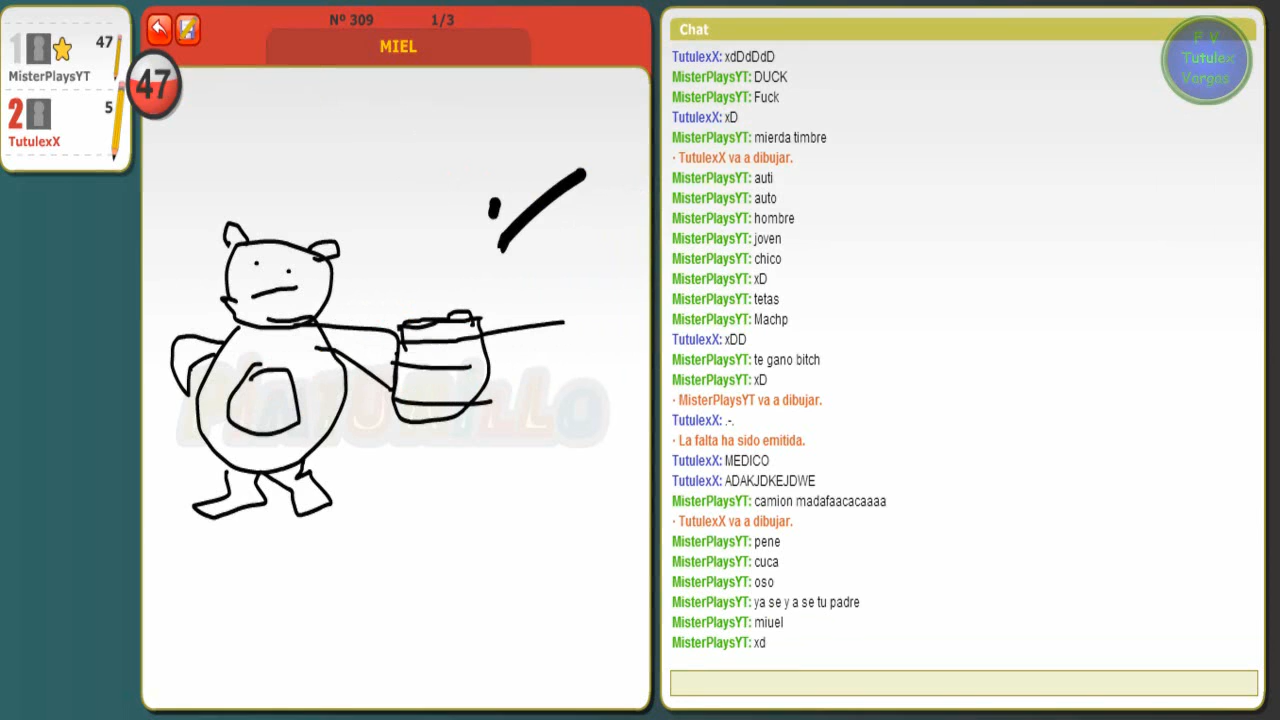 1
47
MisterPlaysYT
2
5
TutulexX
Nº 309 1/3
MIEL
47
Chat
F V
Tutulex
Vargas
TutulexX: xdDdDdD
MisterPlaysYT: DUCK
MisterPlaysYT: Fuck
TutulexX: xD
MisterPlaysYT: mierda timbre
· TutulexX va a dibujar.
MisterPlaysYT: auti
MisterPlaysYT: auto
MisterPlaysYT: hombre
MisterPlaysYT: joven
MisterPlaysYT: chico
MisterPlaysYT: xD
MisterPlaysYT: tetas
MisterPlaysYT: Machp
TutulexX: xDD
MisterPlaysYT: te gano bitch
MisterPlaysYT: xD
· MisterPlaysYT va a dibujar.
TutulexX: .-.
· La falta ha sido emitida.
TutulexX: MEDICO
TutulexX: ADAKJDKEJDWE
MisterPlaysYT: camion madafaacacaaaa
· TutulexX va a dibujar.
MisterPlaysYT: pene
MisterPlaysYT: cuca
MisterPlaysYT: oso
MisterPlaysYT: ya se y a se tu padre
MisterPlaysYT: miuel
MisterPlaysYT: xd